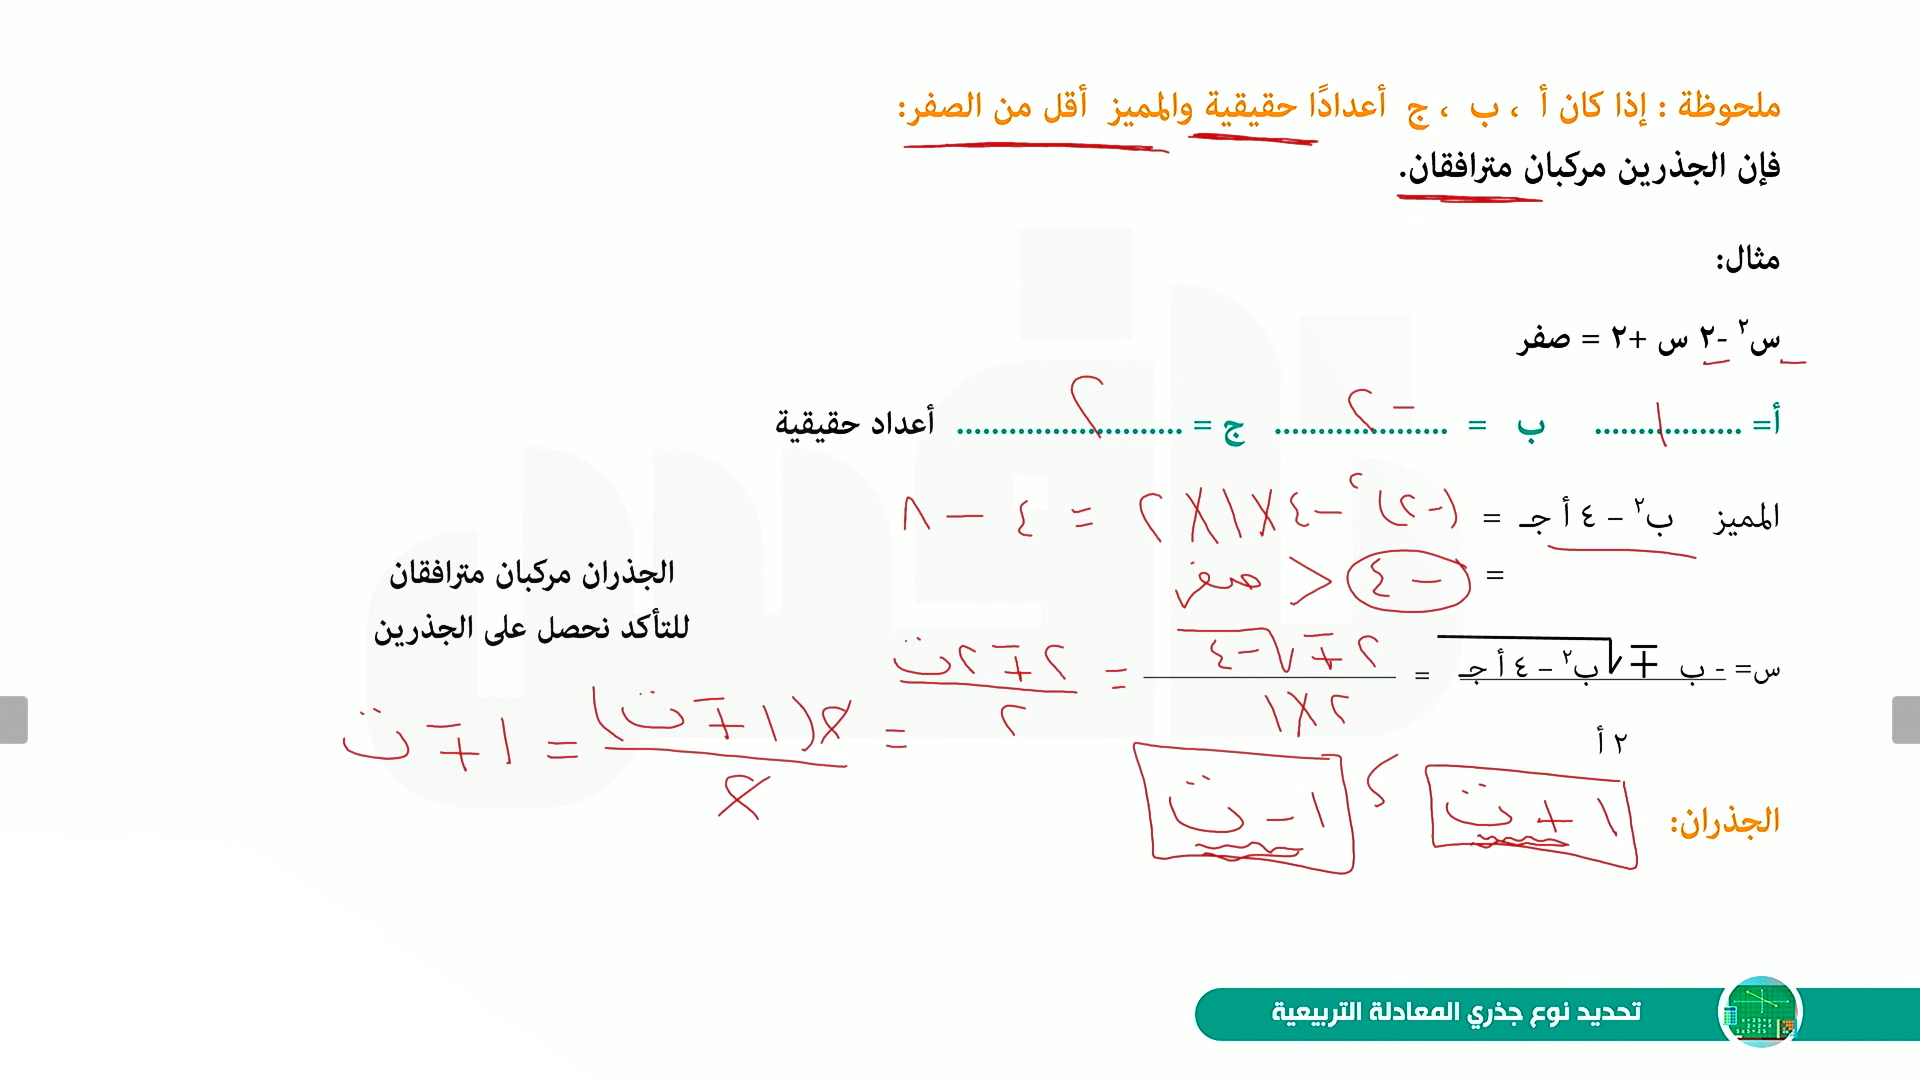 ملحوظة : إذا كان أ ، ب ، ج أعدادًا حقيقية والمميز أقل من الصفر:
فإن الجذرين مركبان مترافقان.
مثال:
س٢ -٢ س +٢ = صفر
أ= ١ ب = -٢ ج = ٢ أعداد حقيقية
المميز ب٢ – ٤ أ جـ = (-٢)٢ – ٤×١×٢ = ٤ – ٨
= -٤ < صفر
الجذران مركبان مترافقان
للتأكد نحصل على الجذرين
س= - ب ∓ √ب٢ – ٤ أ جـ / ٢ أ = ٢ ∓ √-٤ / ٢×١ = ٢ ∓ ٢ت / ٢
= ٢(١ ∓ ت) / ٢ = ١ ∓ ت
الجذران: ١ + ت ، ١ – ت
تحديد نوع جذري المعادلة التربيعية